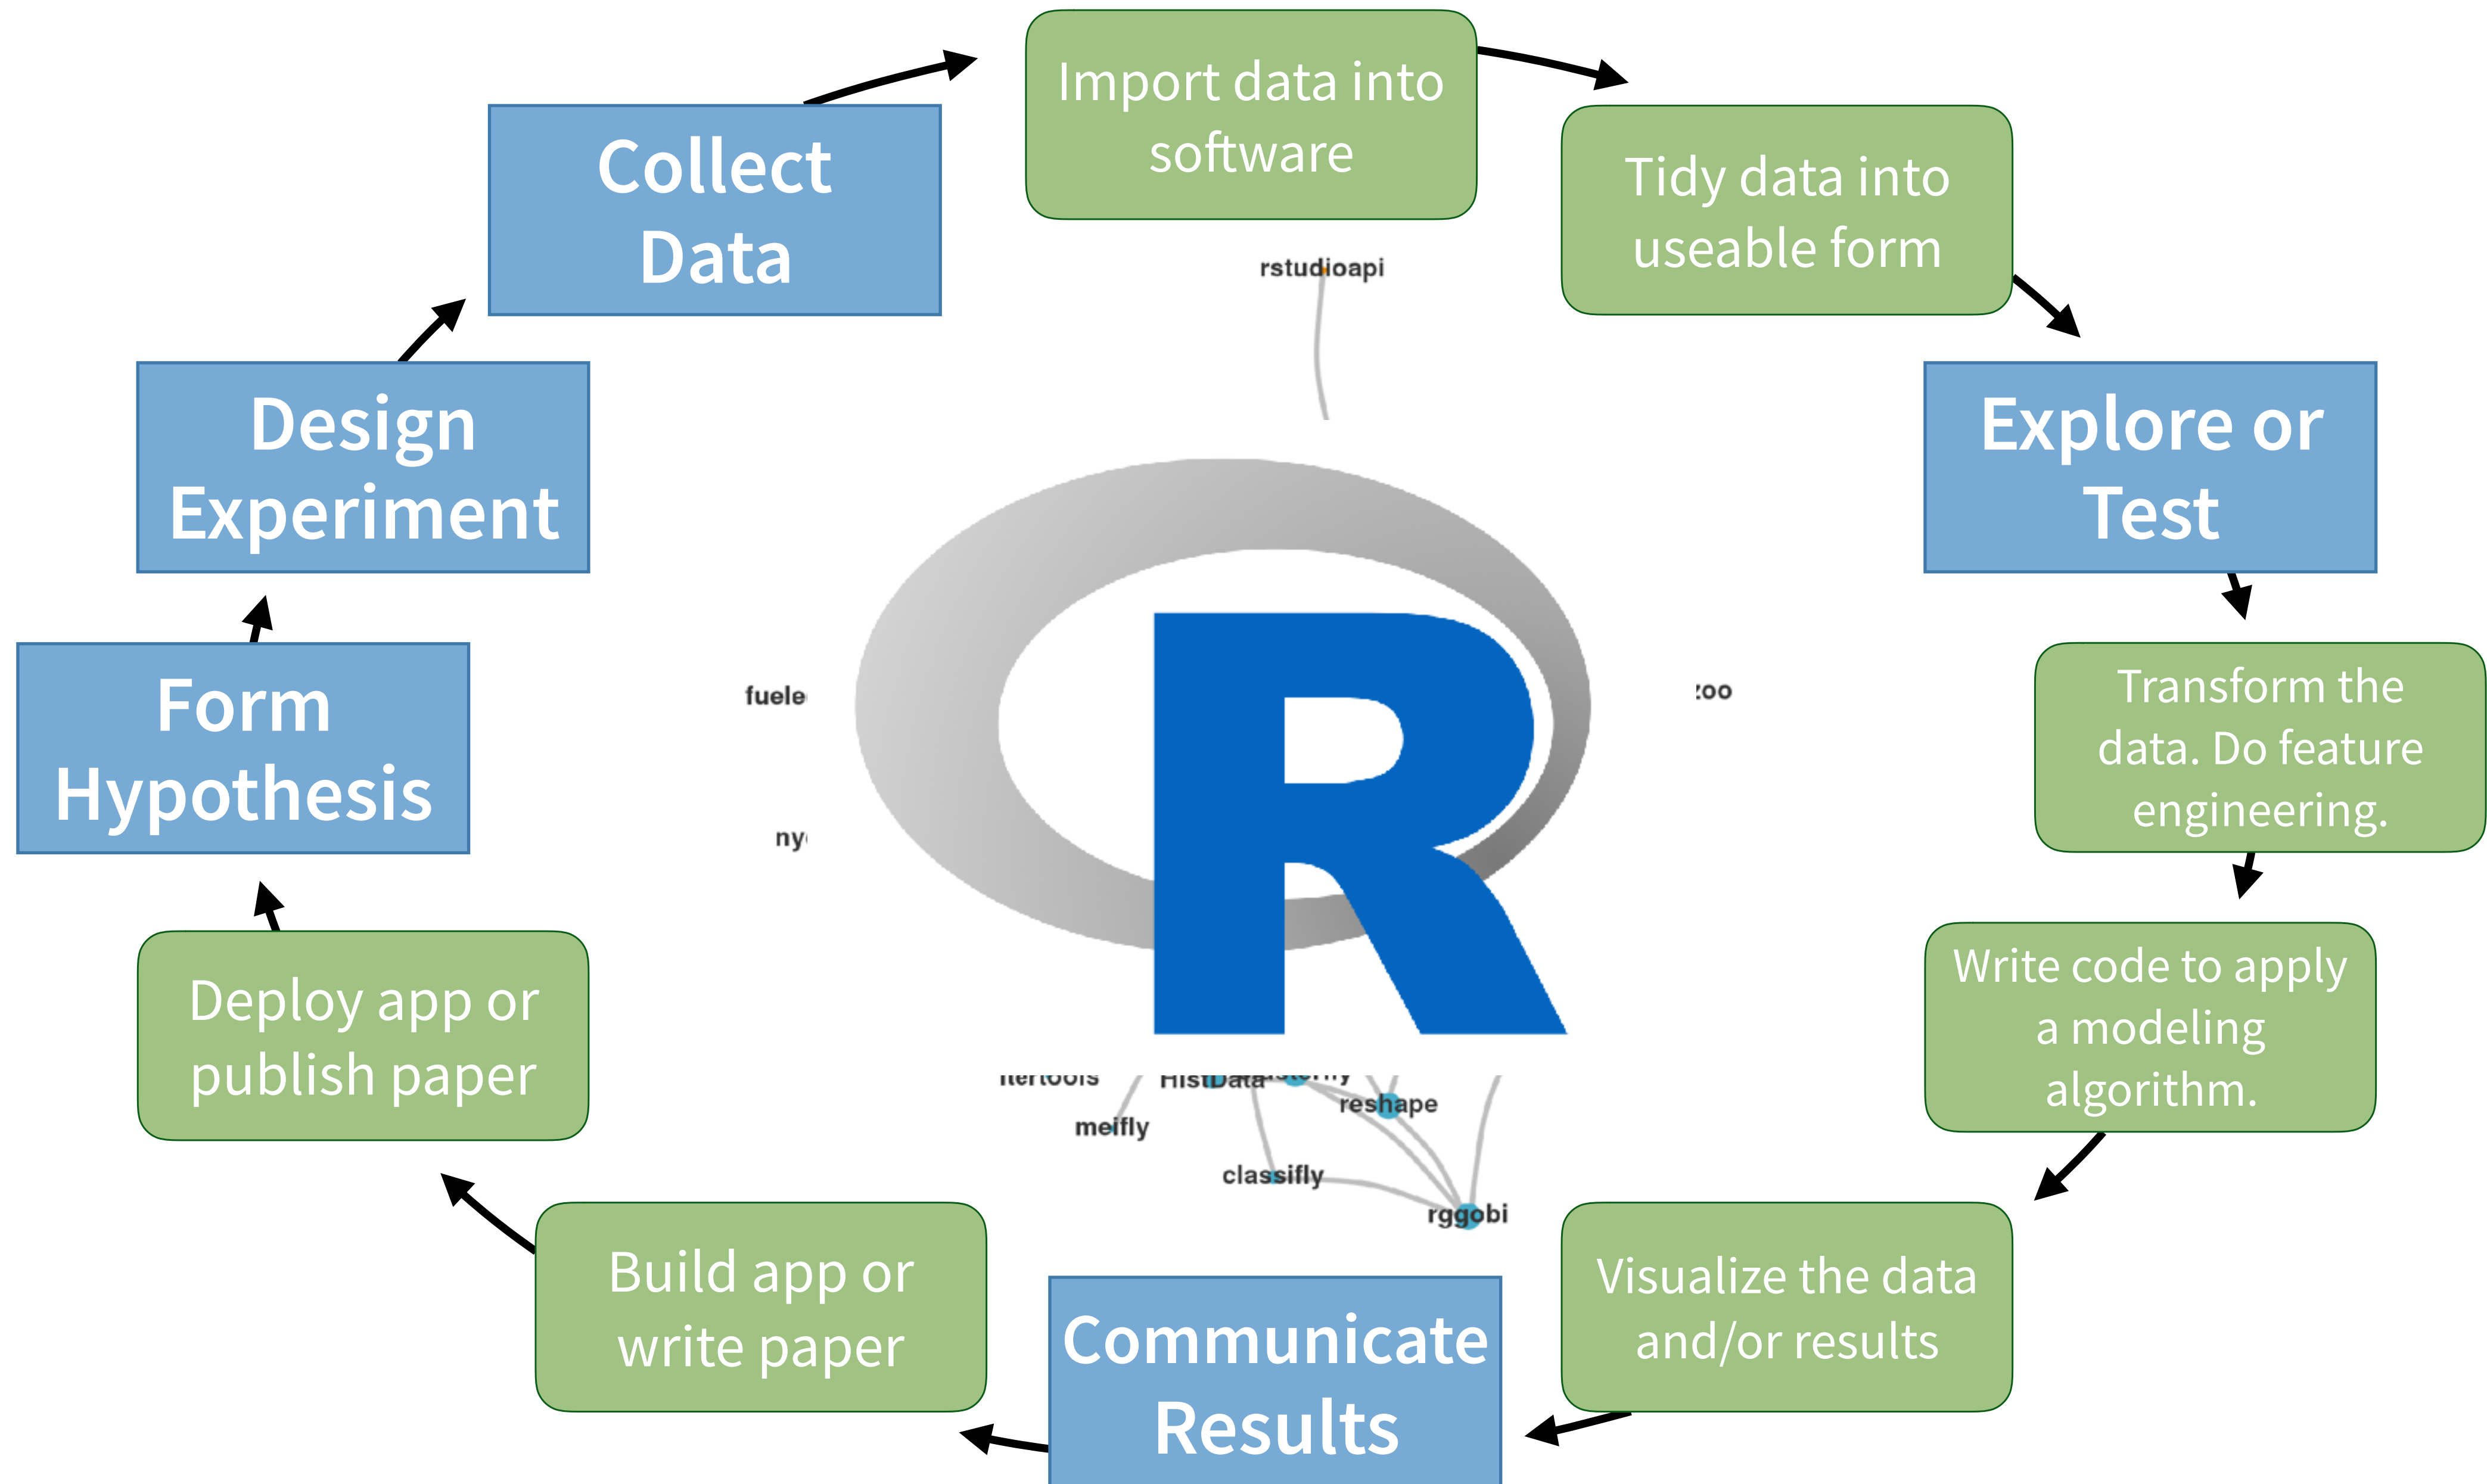 Import data into
software
Collect
Data
Tidy data into
useable form
rstudioapi
Design
Experiment
Explore or
Test
Form
Hypothesis
fuele
zoo
R
Transform the
data. Do feature
engineering.
ny
Deploy app or
publish paper
Write code to apply
a modeling
algorithm.
itertools
HistData
reshape
meifly
classifly
rggobi
Build app or
write paper
Visualize the data
and/or results
Communicate
Results